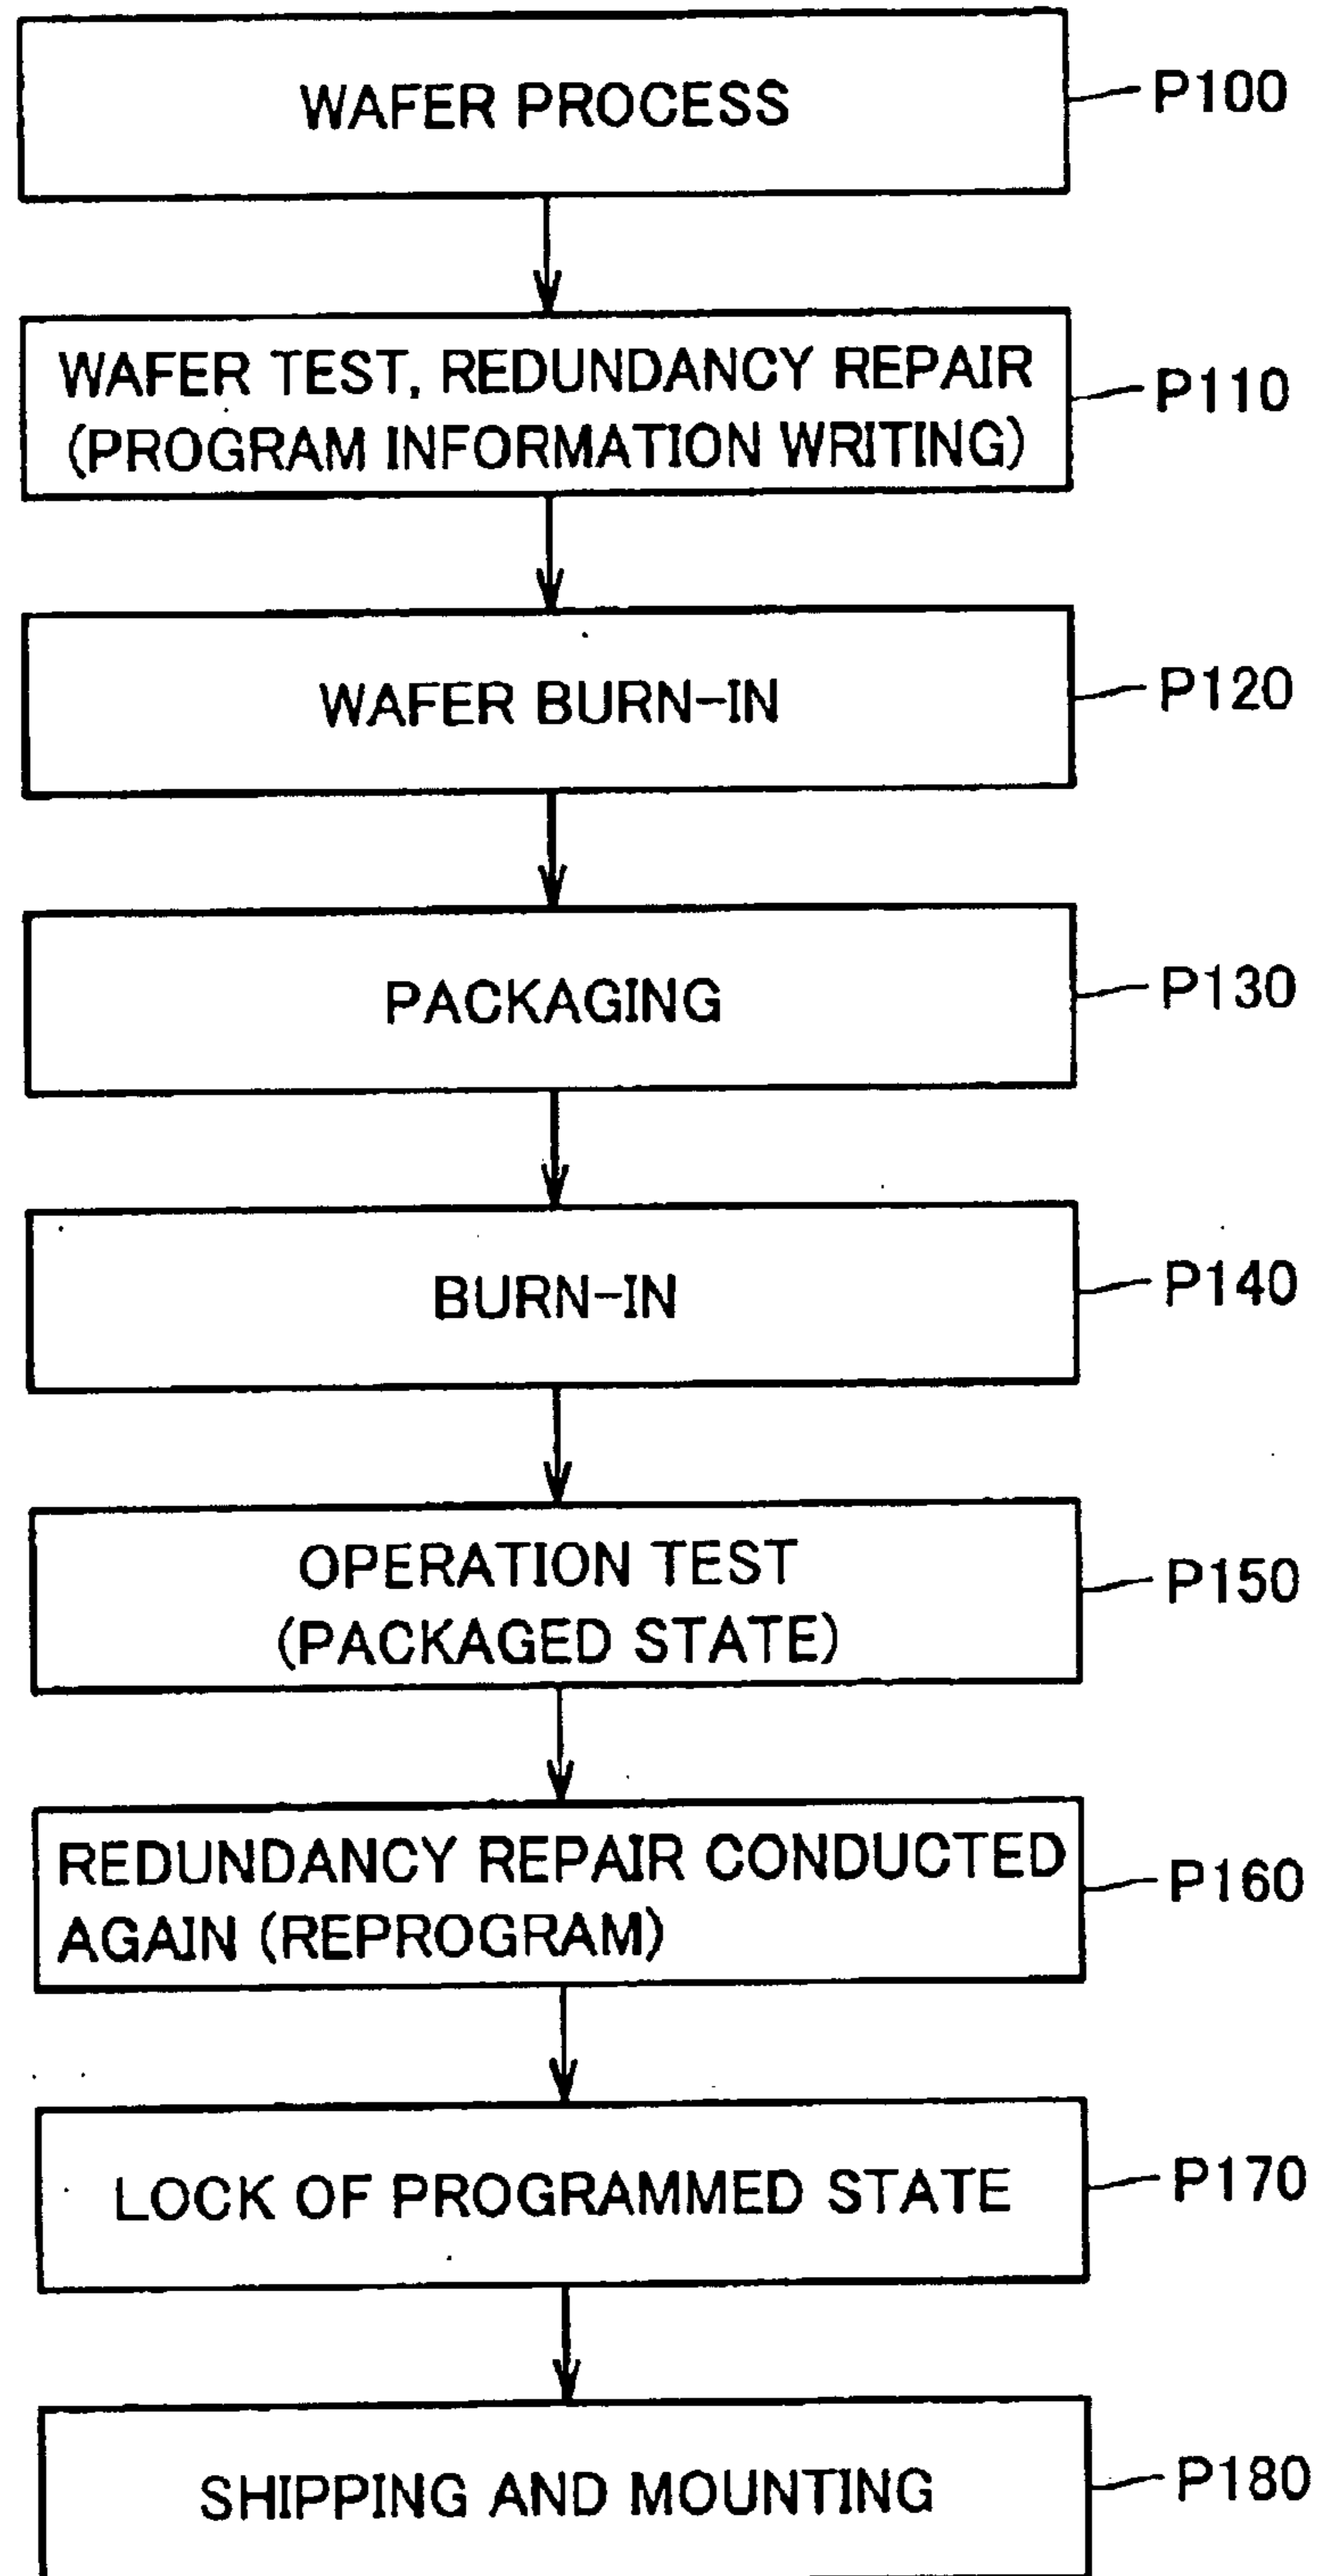 WAFER PROCESS
P100
WAFER TEST, REDUNDANCY REPAIR
(PROGRAM INFORMATION WRITING)
P110
WAFER BURN-IN
P120
PACKAGING
P130
BURN-IN
P140
OPERATION TEST
(PACKAGED STATE)
P150
REDUNDANCY REPAIR CONDUCTED
AGAIN (REPROGRAM)
P160
LOCK OF PROGRAMMED STATE
P170
SHIPPING AND MOUNTING
P180